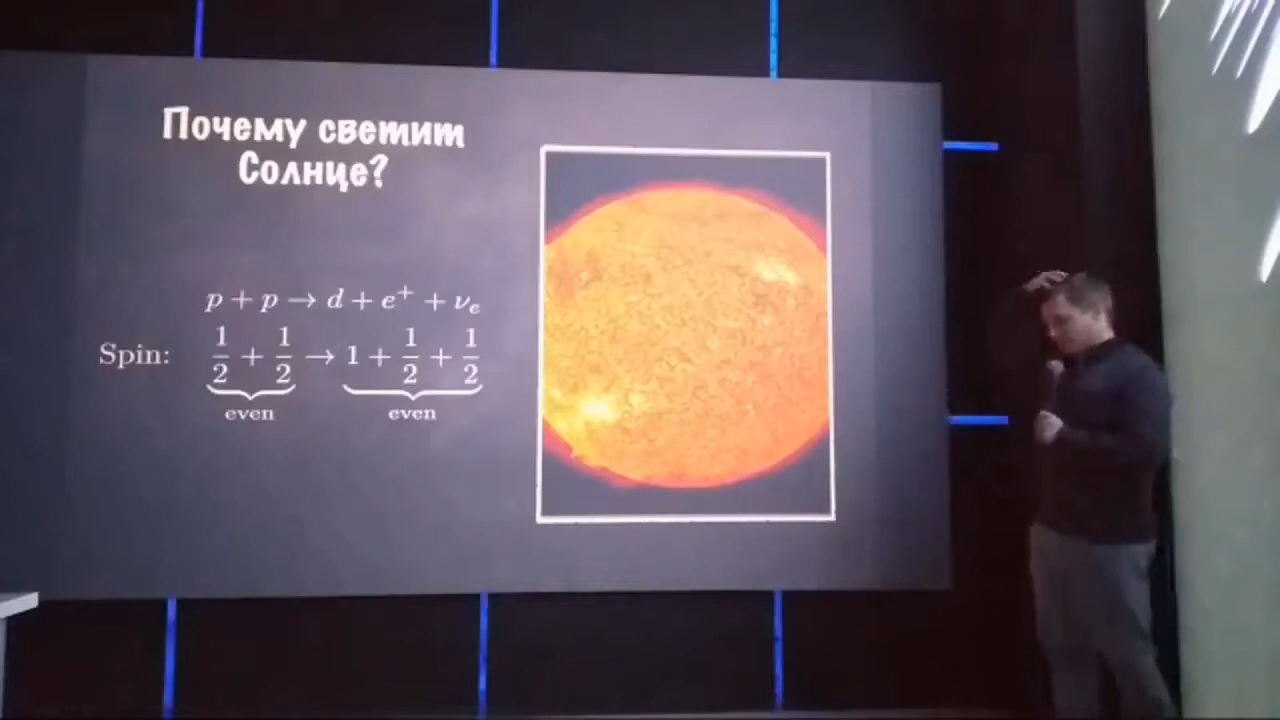 Почему светит
Солнце?
p + p → d + e⁺ + νₑ
Spin: 1/2 + 1/2 → 1 + 1/2 + 1/2
even even